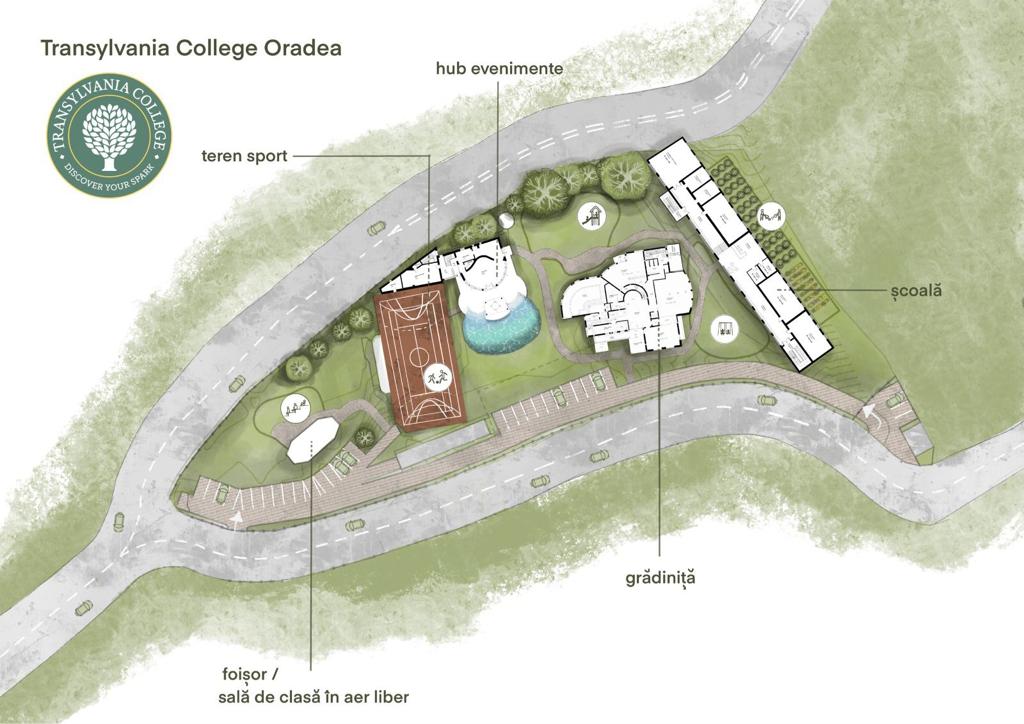 Transylvania College Oradea
hub evenimente
TRANSYLVANIA COLLEGE
• DISCOVER YOUR SPARK •
teren sport
școală
grădiniță
foișor /
sală de clasă în aer liber